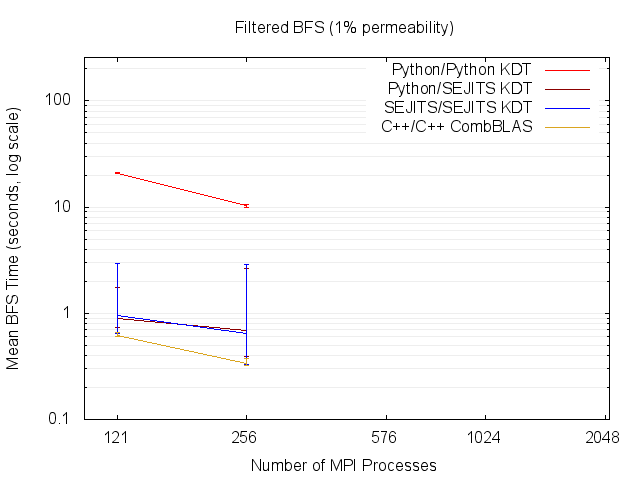 Filtered BFS (1% permeability)
Python/Python KDT
Python/SEJITS KDT
SEJITS/SEJITS KDT
C++/C++ CombBLAS
Mean BFS Time (seconds, log scale)
100
10
1
0.1
121 256 576 1024 2048
Number of MPI Processes